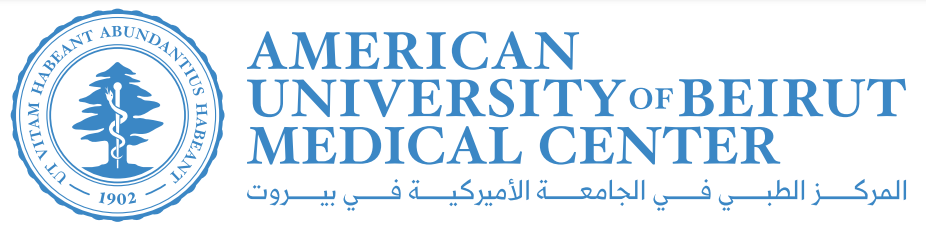 UT VITAM HABEANT ABUNDANTIUS HABEANT
1902
AMERICAN
UNIVERSITY OF BEIRUT
MEDICAL CENTER
المركز الطبي في الجامعة الأميركية في بيروت